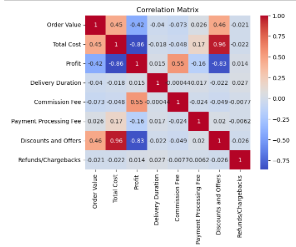 Correlation Matrix
Order Value 1 0.45 -0.42 -0.04 -0.073 0.026 0.46 -0.021
Total Cost 0.45 1 -0.86 -0.018 -0.048 0.17 0.96 -0.022
Profit -0.42 -0.86 1 0.015 0.55 -0.16 -0.83 0.014
Delivery Duration -0.04 -0.018 0.015 1 -0.017 -0.022 0.027
Commission Fee -0.073 -0.048 0.55 1 -0.024 -0.049 -0.0077
Payment Processing Fee 0.026 0.17 -0.16 -0.017 -0.024 1 0.02 -0.0062
Discounts and Offers 0.46 0.96 -0.83 -0.022 -0.049 0.02 1 -0.026
Refunds/Chargebacks -0.021 -0.022 0.014 0.027 -0.0077 -0.0062 -0.026 1
Order Value
Total Cost
Profit
Delivery Duration
Commission Fee
Payment Processing Fee
Discounts and Offers
Refunds/Chargebacks
1.00
0.75
0.50
0.25
0.00
-0.25
-0.50
-0.75